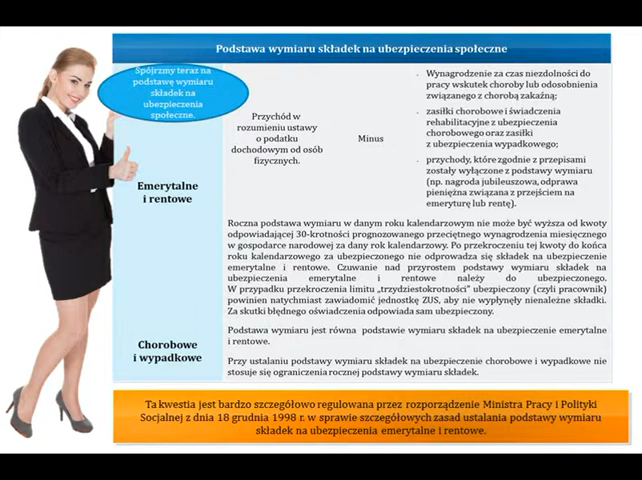 Podstawa wymiaru składek na ubezpieczenia społeczne
Spójrzmy teraz na
podstawę wymiaru
składek na
ubezpieczenia
społeczne.
Emerytalne
i rentowe
Przychód w
rozumieniu ustawy
o podatku
dochodowym od osób
fizycznych.
Minus
- Wynagrodzenie za czas niezdolności do
pracy wskutek choroby lub odosobnienia
związanego z chorobą zakaźną;
- zasiłki chorobowe i świadczenia
rehabilitacyjne z ubezpieczenia
chorobowego oraz zasiłki
z ubezpieczenia wypadkowego;
- przychody, które zgodnie z przepisami
zostały wyłączone z podstawy wymiaru
(np. nagroda jubileuszowa, odprawa
pieniężna związana z przejściem na
emeryturę lub rentę).
Roczna podstawa wymiaru w danym roku kalendarzowym nie może być wyższa od kwoty
odpowiadającej 30-krotności prognozowanego przeciętnego wynagrodzenia miesięcznego
w gospodarce narodowej za dany rok kalendarzowy. Po przekroczeniu tej kwoty do końca
roku kalendarzowego za ubezpieczonego nie odprowadza się składek na ubezpieczenie
emerytalne i rentowe. Czuwanie nad przyrostem podstawy wymiaru składek na
ubezpieczenia emerytalne i rentowe należy do ubezpieczonego.
W przypadku przekroczenia limitu „trzydziestokrotności" ubezpieczony (czyli pracownik)
powinien natychmiast zawiadomić jednostkę ZUS, aby nie wypłynęły nienależne składki.
Za skutki błędnego oświadczenia odpowiada sam ubezpieczony.
Chorobowe
i wypadkowe
Podstawa wymiaru jest równa podstawie wymiaru składek na ubezpieczenie emerytalne
i rentowe.
Przy ustalaniu podstawy wymiaru składek na ubezpieczenie chorobowe i wypadkowe nie
stosuje się ograniczenia rocznej podstawy wymiaru składek.
Ta kwestia jest bardzo szczegółowo regulowana przez rozporządzenie Ministra Pracy i Polityki
Socjalnej z dnia 18 grudnia 1998 r. w sprawie szczegółowych zasad ustalania podstawy wymiaru
składek na ubezpieczenia emerytalne i rentowe.